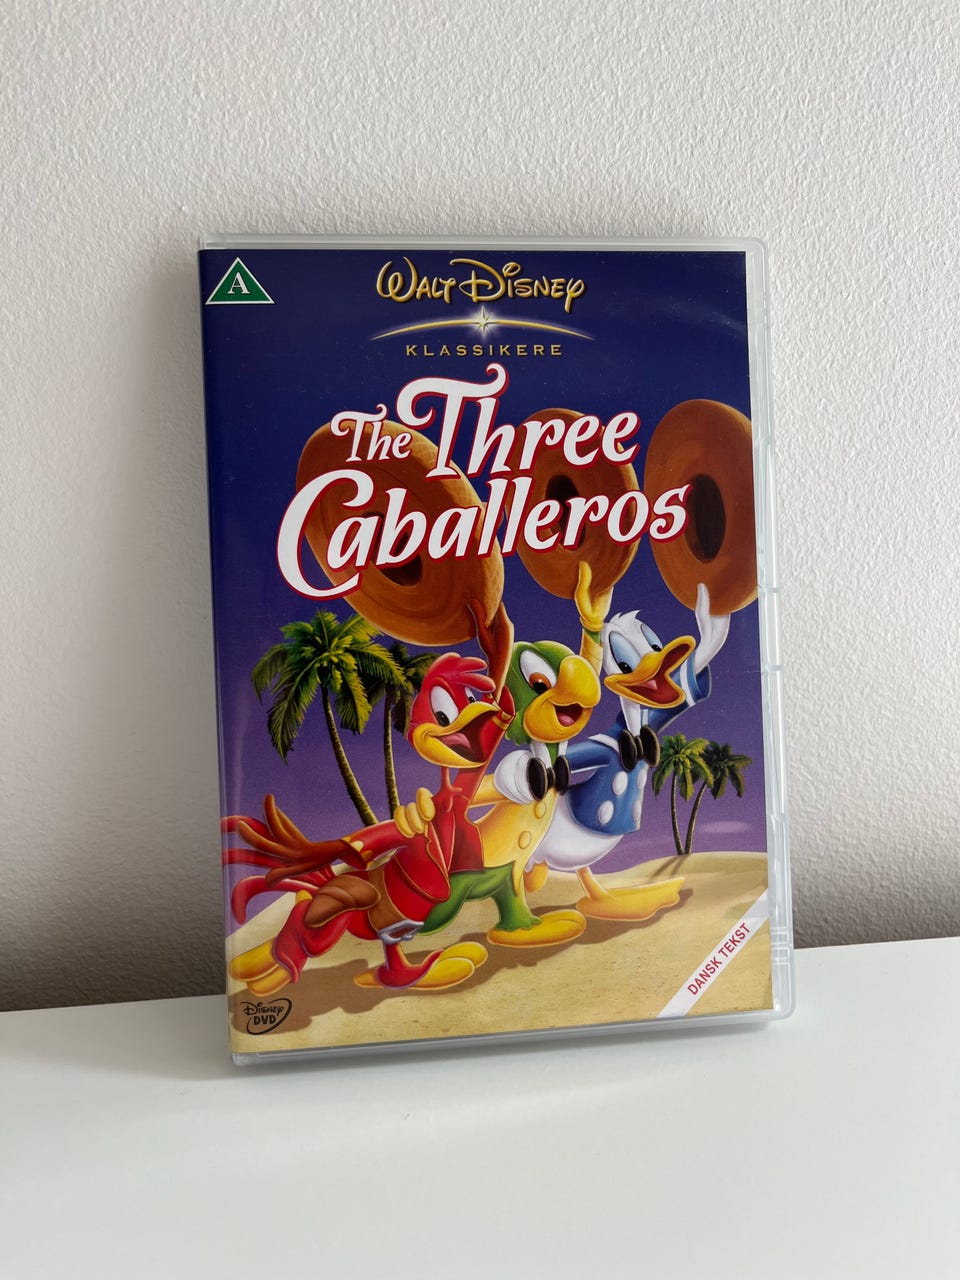 A
WALT DISNEY
KLASSIKERE
The Three
Caballeros
DANSK TEKST
DISNEY
DVD